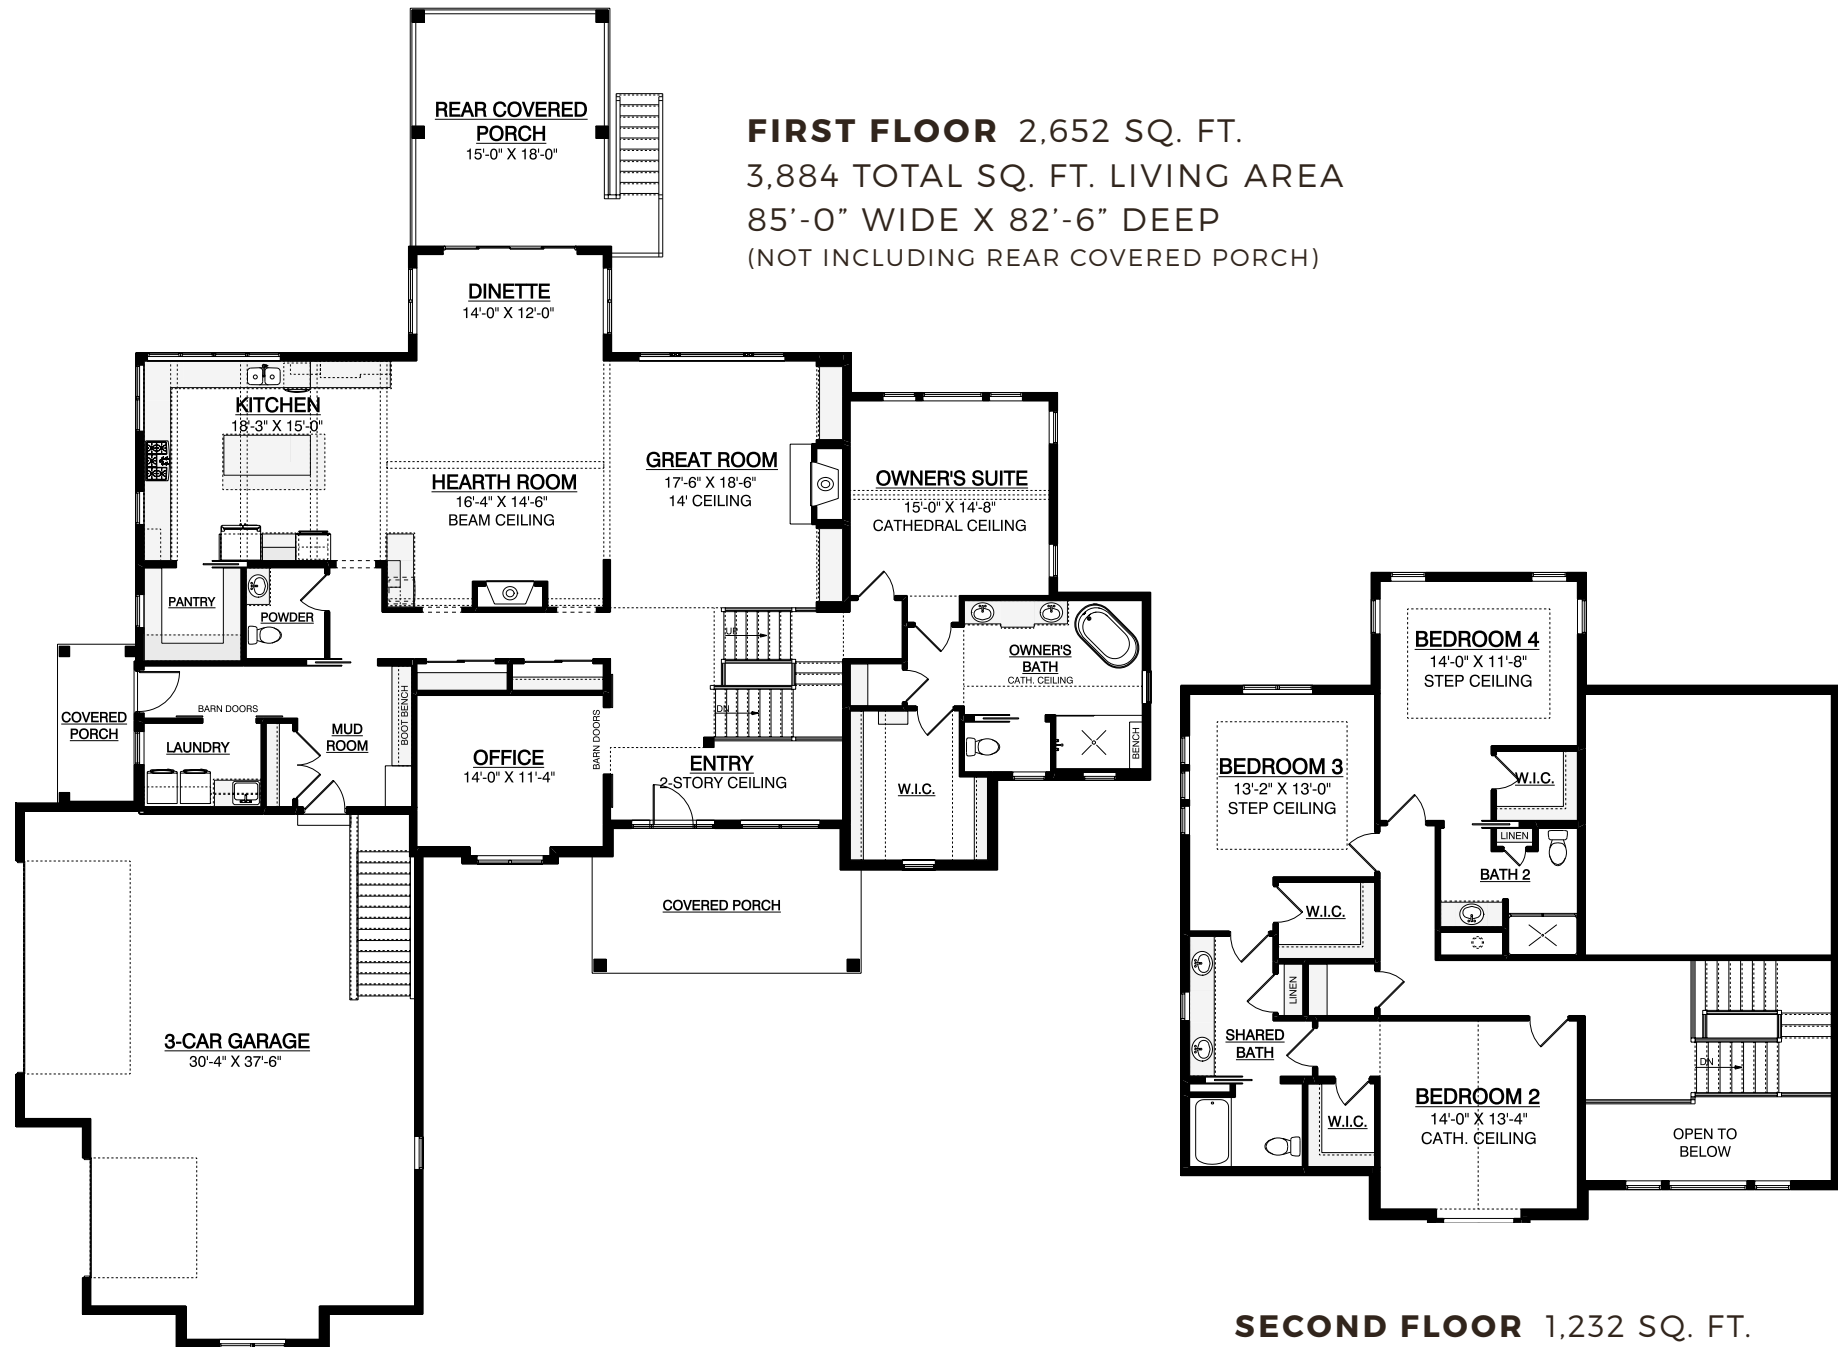 REAR COVERED
PORCH
15'-0" X 18'-0"
FIRST FLOOR 2,652 SQ. FT.
3,884 TOTAL SQ. FT. LIVING AREA
85’-0” WIDE X 82’-6” DEEP
(NOT INCLUDING REAR COVERED PORCH)
DINETTE
14'-0" X 12'-0"
KITCHEN
18'-3" X 15'-0"
HEARTH ROOM
16'-4" X 14'-6"
BEAM CEILING
GREAT ROOM
17'-6" X 18'-6"
14' CEILING
OWNER'S SUITE
15'-0" X 14'-8"
CATHEDRAL CEILING
PANTRY
POWDER
UP
DN
OWNER'S
BATH
CATH. CEILING
BENCH
W.I.C.
COVERED
PORCH
BARN DOORS
LAUNDRY
MUD
ROOM
BOOT BENCH
OFFICE
14'-0" X 11'-4"
BARN DOORS
ENTRY
2-STORY CEILING
COVERED PORCH
3-CAR GARAGE
30'-4" X 37'-6"
BEDROOM 4
14'-0" X 11'-8"
STEP CEILING
W.I.C.
LINEN
BATH 2
BEDROOM 3
13'-2" X 13'-0"
STEP CEILING
W.I.C.
LINEN
SHARED
BATH
W.I.C.
BEDROOM 2
14'-0" X 13'-4"
CATH. CEILING
DN
OPEN TO
BELOW
SECOND FLOOR 1,232 SQ. FT.